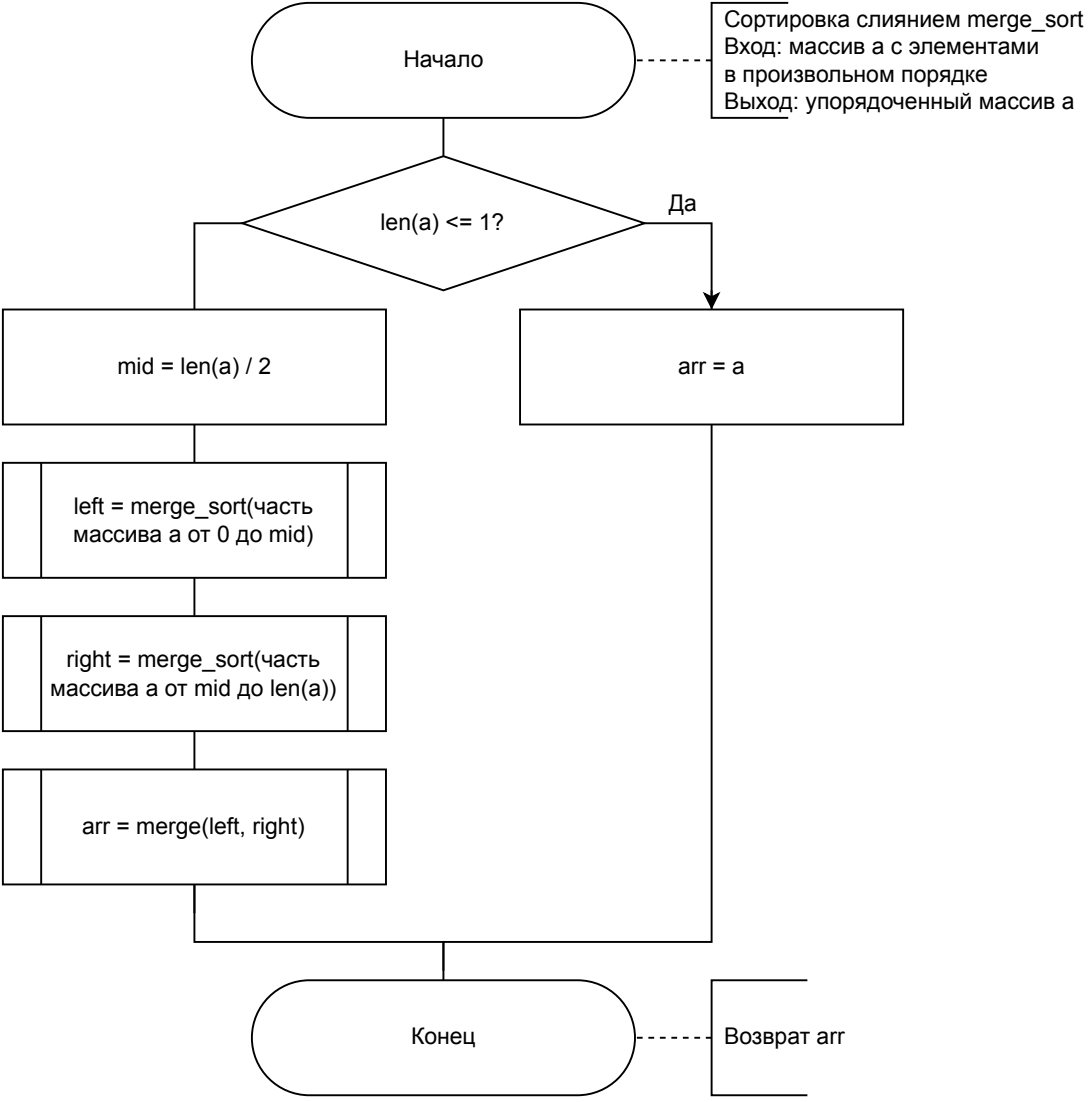 Начало
Сортировка слиянием merge_sort
Вход: массив a с элементами
в произвольном порядке
Выход: упорядоченный массив a
len(a) <= 1?
Да
mid = len(a) / 2
arr = a
left = merge_sort(часть
массива a от 0 до mid)
right = merge_sort(часть
массива a от mid до len(a))
arr = merge(left, right)
Конец
Возврат arr